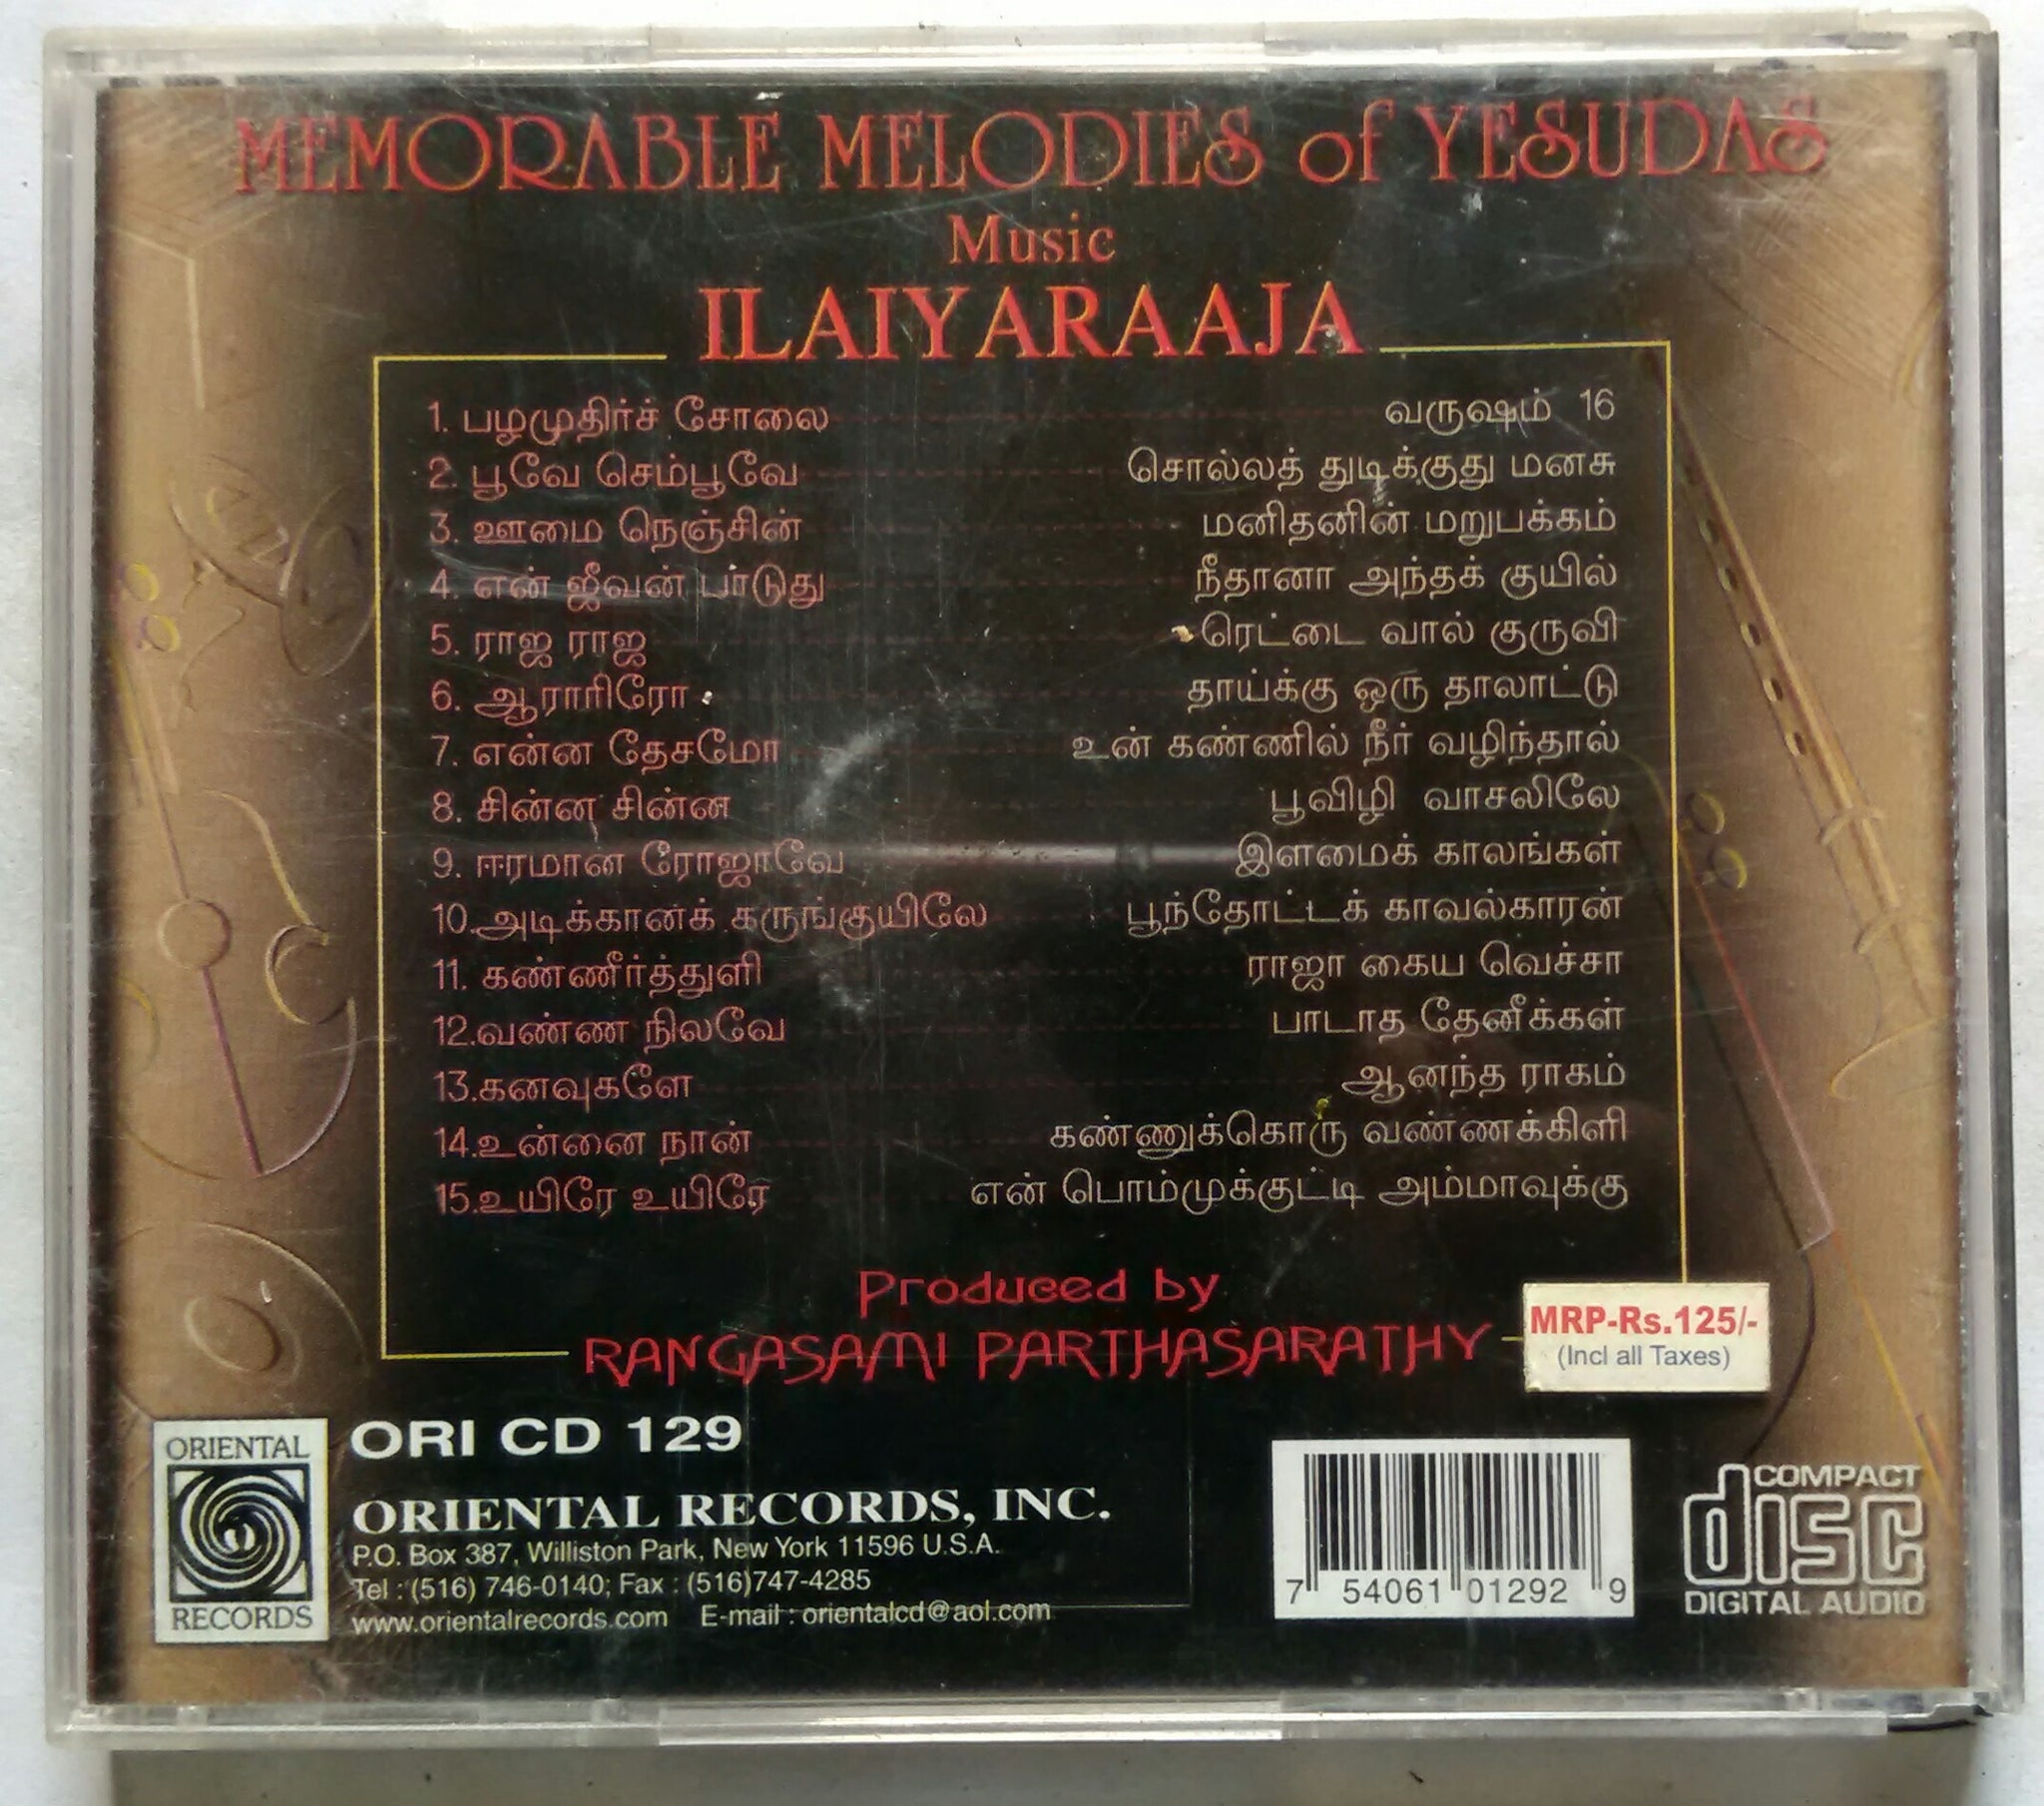 MEMORABLE MELODIES of YESUDAS
Music
ILAIYARAAJA
1. பழமுதிர்ச் சோலை வருஷம் 16
2. பூவே செம்பூவே சொல்லத் துடிக்குது மனசு
3. ஊமை நெஞ்சின் மனிதனின் மறுபக்கம்
4. என் ஜீவன் பாடுது நீதானா அந்தக் குயில்
5. ராஜ ராஜ ரெட்டை வால் குருவி
6. ஆராரிரோ தாய்க்கு ஒரு தாலாட்டு
7. என்ன தேசமோ உன் கண்ணில் நீர் வழிந்தால்
8. சின்ன சின்ன பூவிழி வாசலிலே
9. ஈரமான ரோஜாவே இளமைக் காலங்கள்
10.அடிக்கானக் கருங்குயிலே பூந்தோட்டக் காவல்காரன்
11. கண்ணீர்த்துளி ராஜா கைய வெச்சா
12.வண்ண நிலவே பாடாத தேனீக்கள்
13.கனவுகளே ஆனந்த ராகம்
14.உன்னை நான் கண்ணுக்கொரு வண்ணக்கிளி
15.உயிரே உயிரே என் பொம்முக்குட்டி அம்மாவுக்கு
Produced by
RANGASAMI PARTHASARATHY
MRP-Rs.125/-
(Incl all Taxes)
ORIENTAL
RECORDS
ORI CD 129
ORIENTAL RECORDS, INC.
P.O. Box 387, Williston Park, New York 11596 U.S.A.
Tel : (516) 746-0140; Fax : (516)747-4285
www.orientalrecords.com E-mail : orientalcd@aol.com
7 54061 01292 9
COMPACT
disc
DIGITAL AUDIO